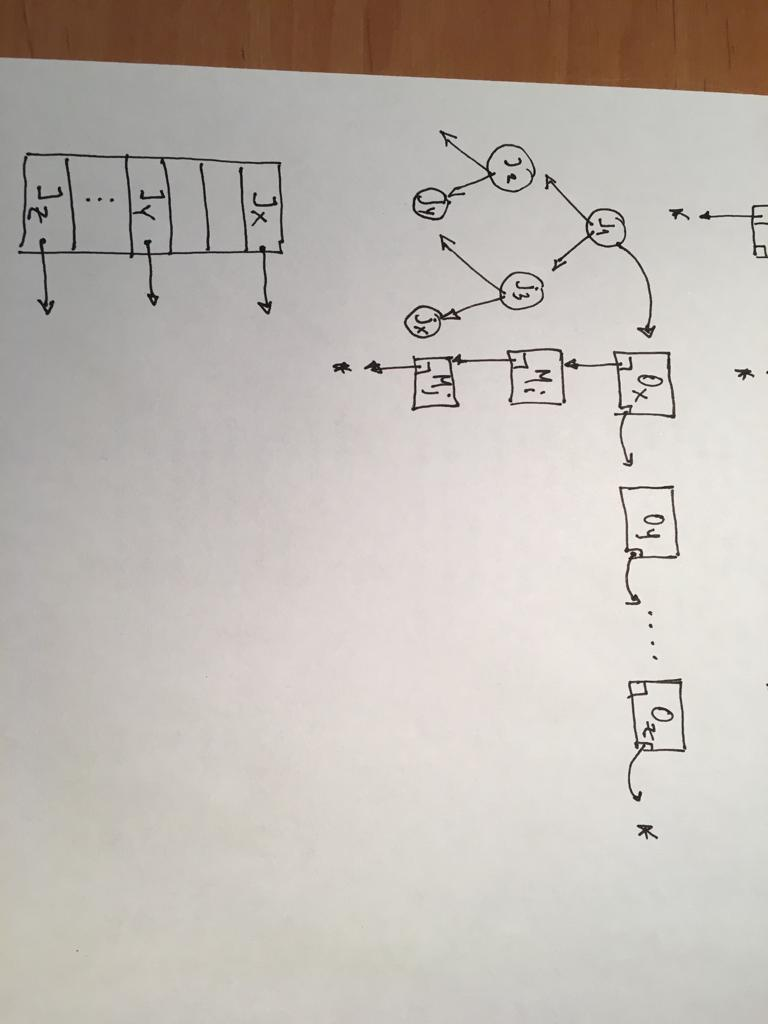 *
*
J1 Ox Oy ..... Oz *
J2 J3 Mi
Jy Jx Mj
*
JX
JY
...
JZ